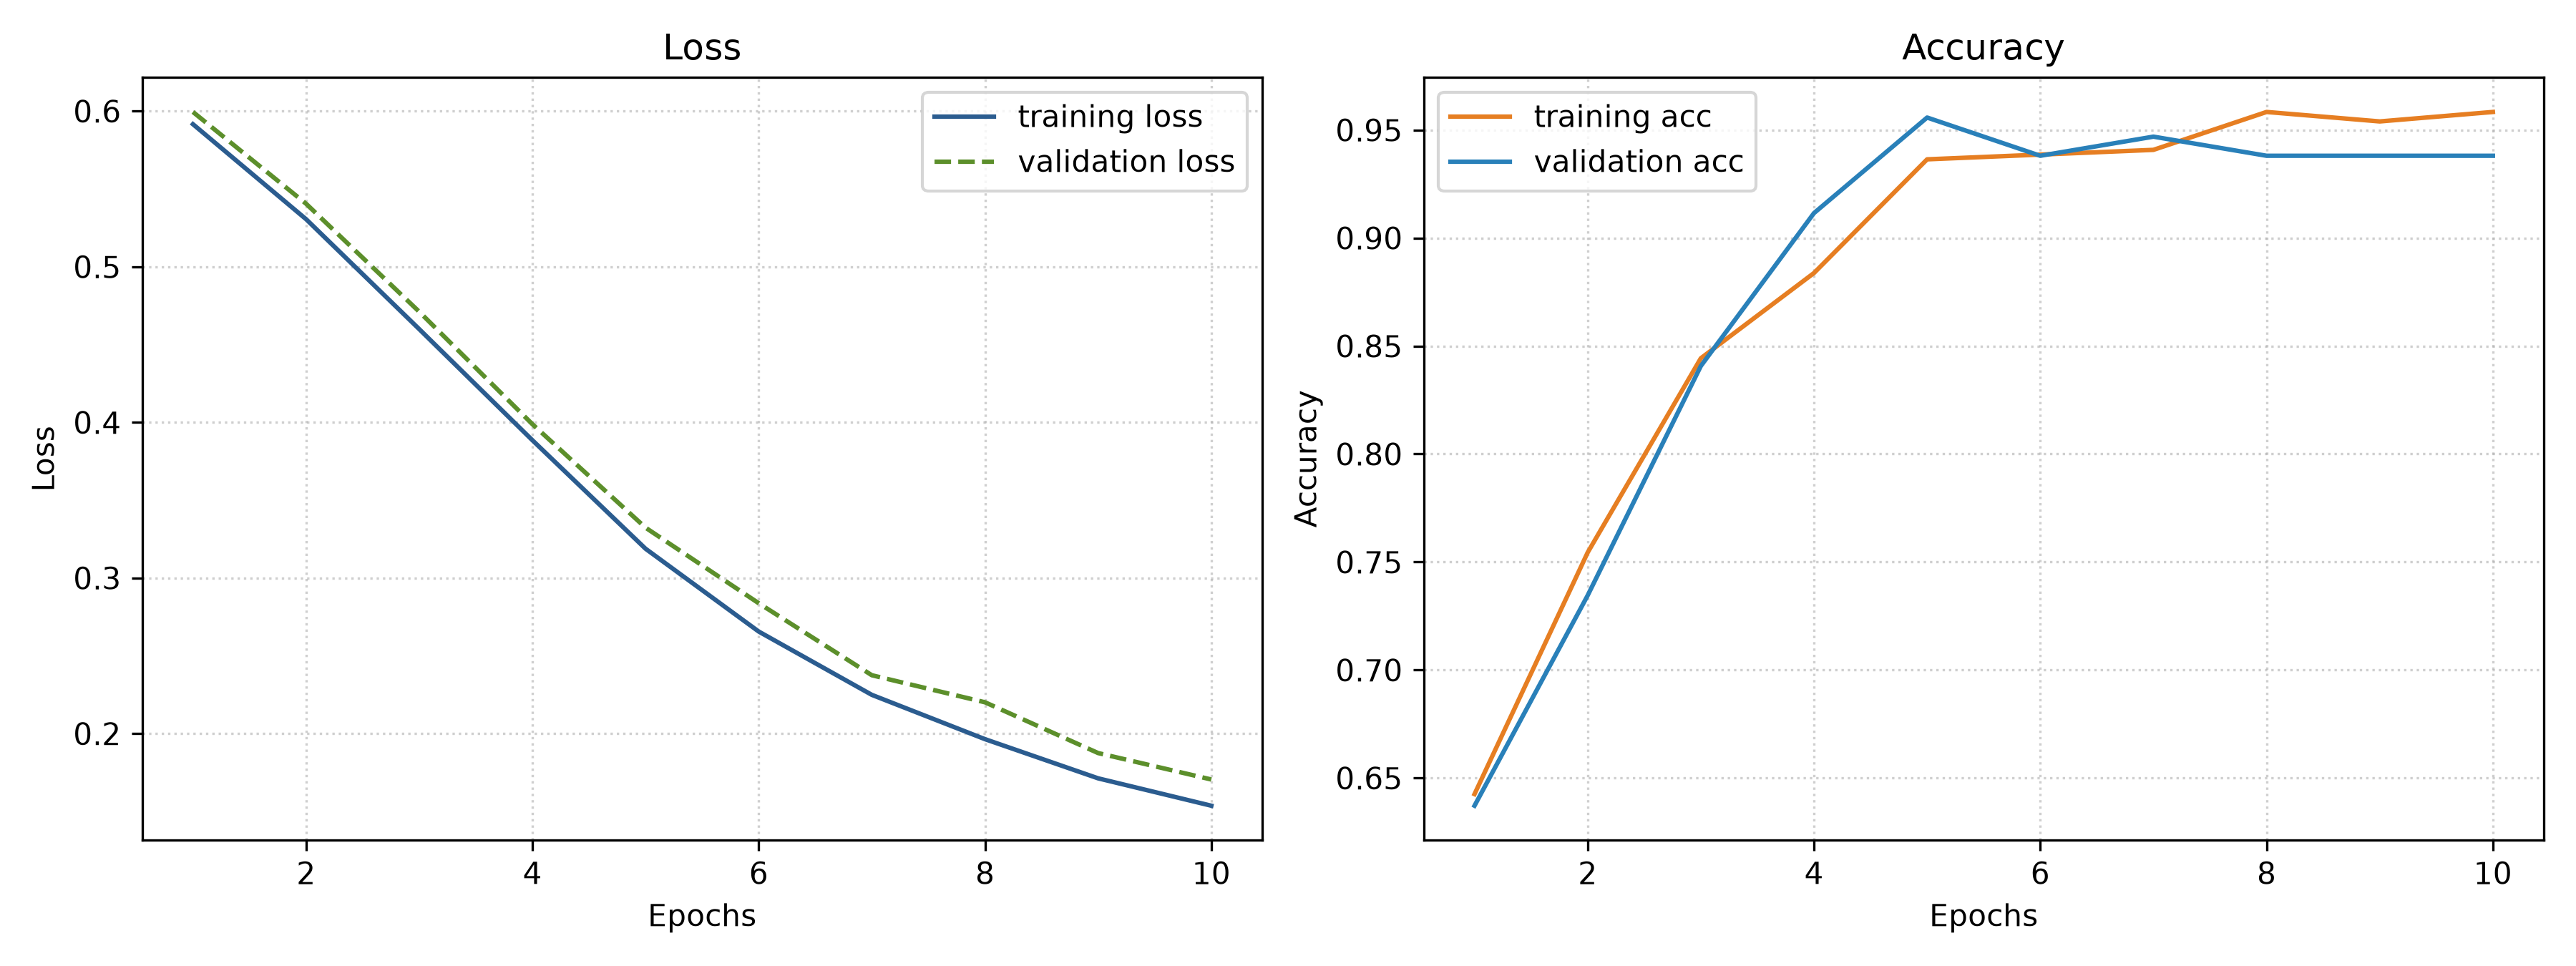 Loss
training loss
validation loss
0.6
0.5
0.4
0.3
0.2
Loss
2 4 6 8 10
Epochs
Accuracy
training acc
validation acc
0.95
0.90
0.85
0.80
0.75
0.70
0.65
Accuracy
2 4 6 8 10
Epochs